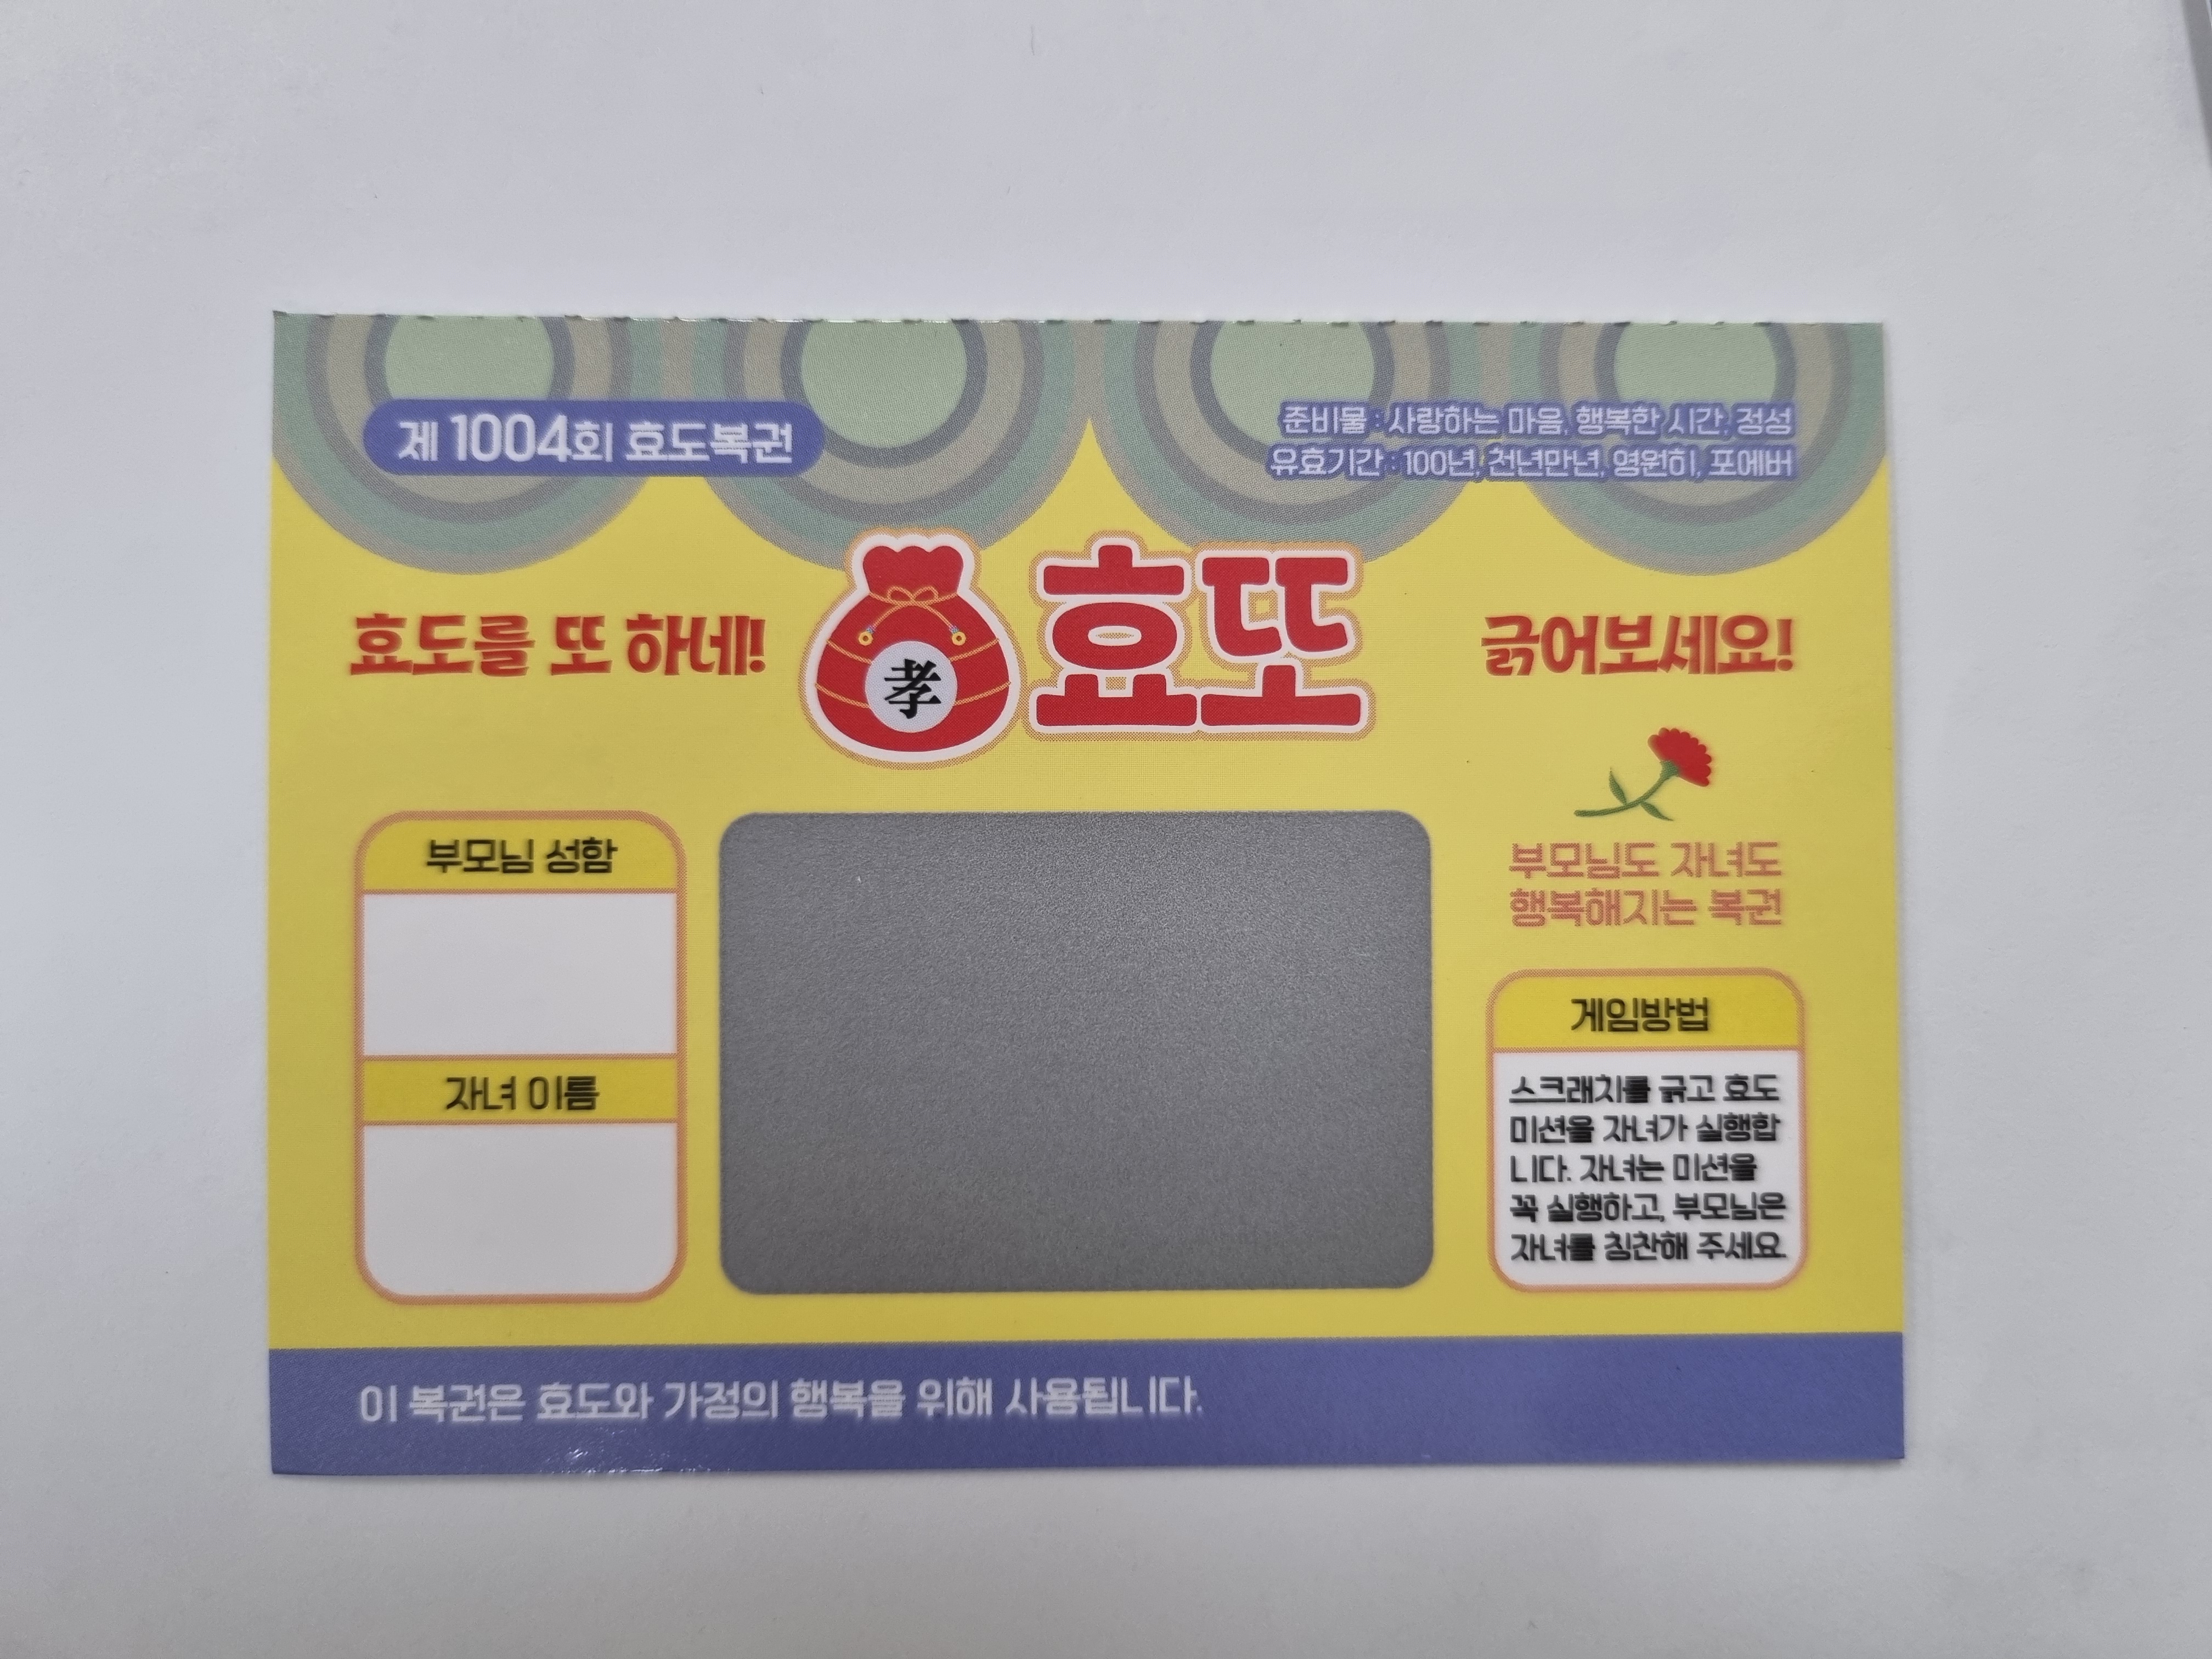 제 1004회 효도복권
준비물 : 사랑하는 마음, 행복한 시간, 정성
유효기간 : 100년, 천년만년, 영원히, 포에버
효도를 또 하네!
孝
효또
긁어보세요!
부모님 성함
자녀 이름
부모님도 자녀도
행복해지는 복권
게임방법
스크래치를 긁고 효도
미션을 자녀가 실행합
니다. 자녀는 미션을
꼭 실행하고, 부모님은
자녀를 칭찬해 주세요
이 복권은 효도와 가정의 행복을 위해 사용됩니다.